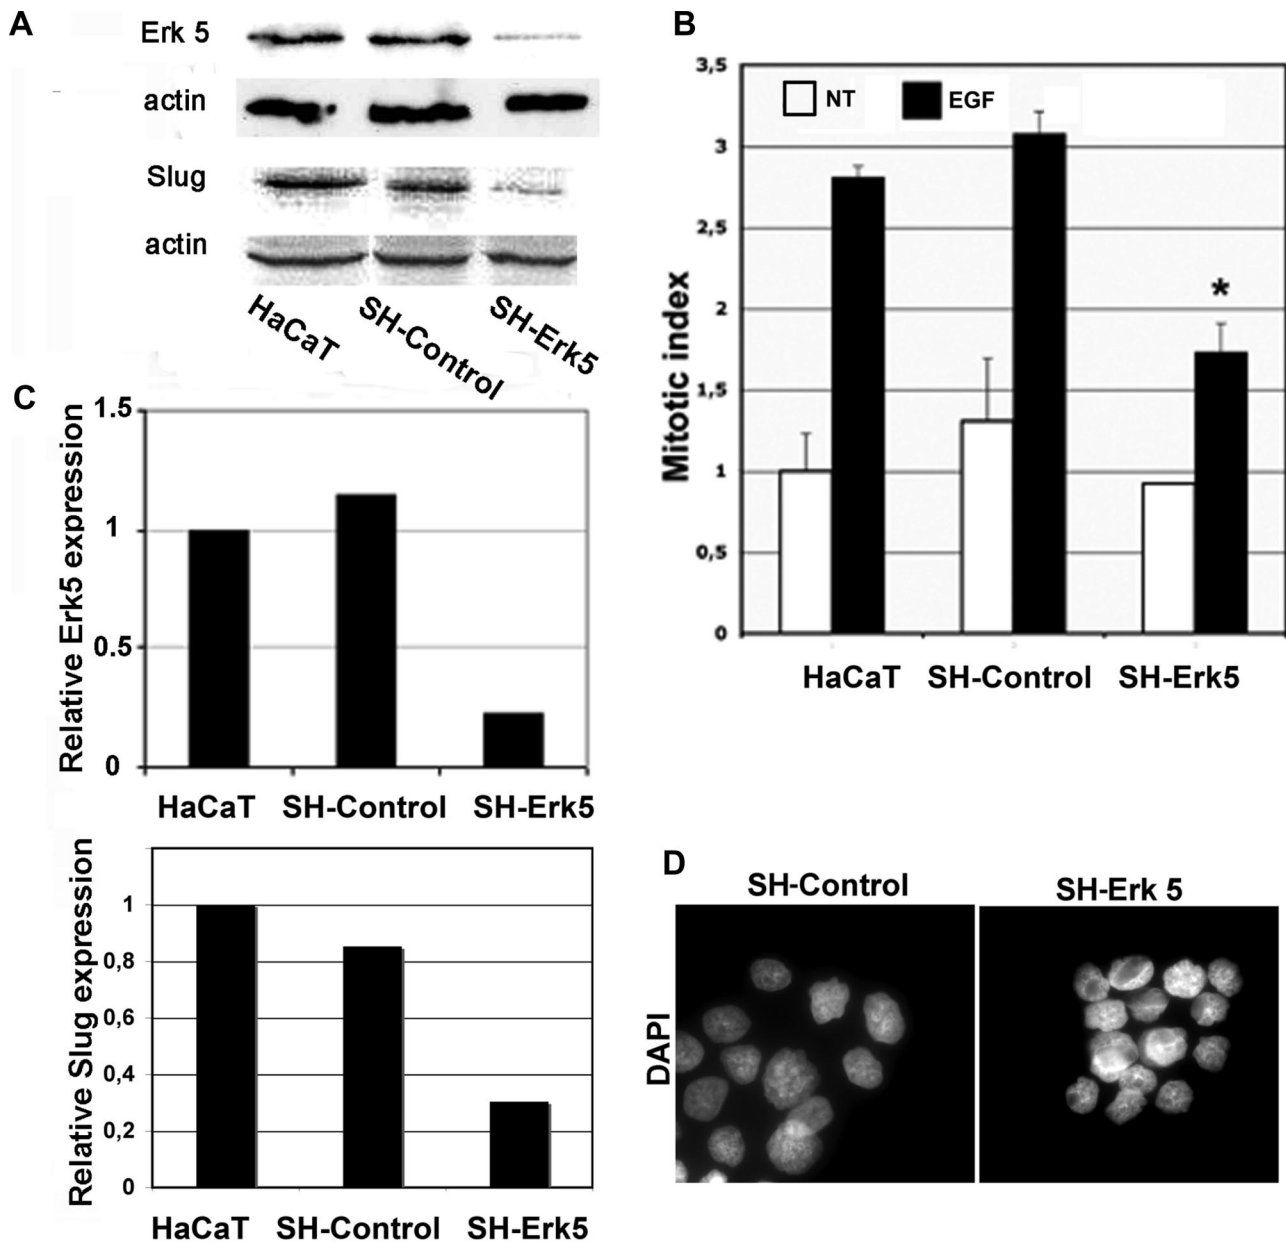 A
Erk 5
actin
Slug
actin
HaCaT
SH-Control
SH-Erk5
B
3,5
3
2,5
2
1,5
1
0,5
0
Mitotic index
NT
EGF
*
HaCaT
SH-Control
SH-Erk5
C
1.5
1
0.5
0
Relative Erk5 expression
HaCaT
SH-Control
SH-Erk5
1
0,8
0,6
0,4
0,2
0
Relative Slug expression
HaCaT
SH-Control
SH-Erk5
D
SH-Control
SH-Erk 5
DAPI